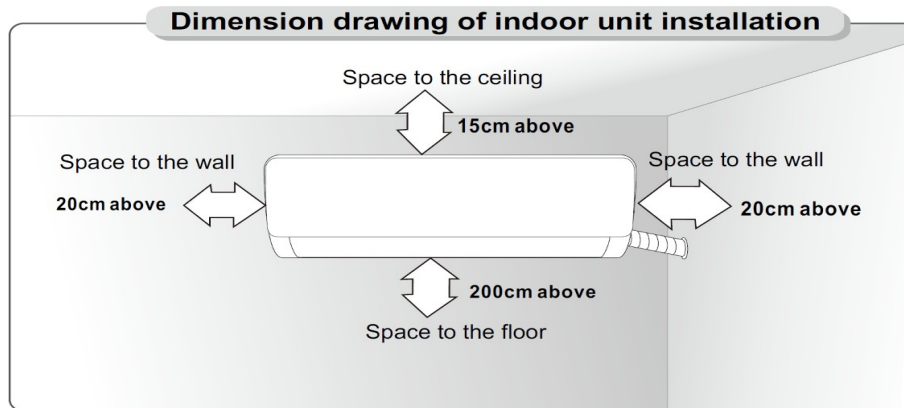 Dimension drawing of indoor unit installation
Space to the ceiling
15cm above
Space to the wall
20cm above
Space to the wall
20cm above
200cm above
Space to the floor